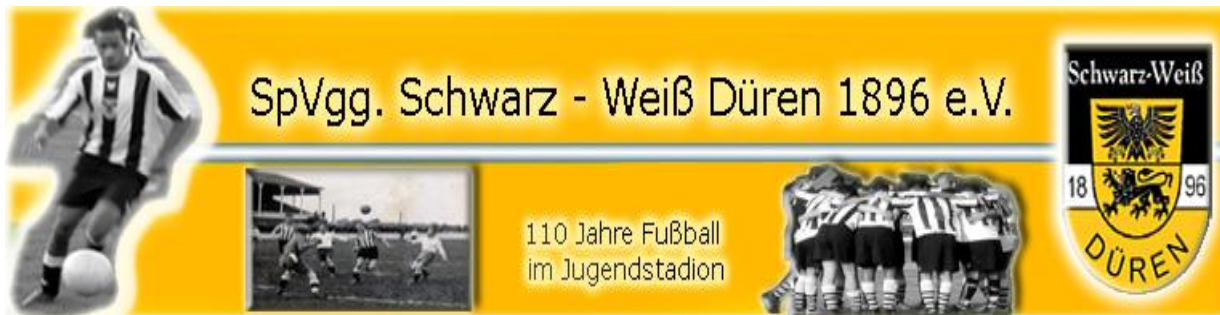 SpVgg. Schwarz - Weiß Düren 1896 e.V.
110 Jahre Fußball
im Jugendstadion
Schwarz-Weiß
18 96
DÜREN